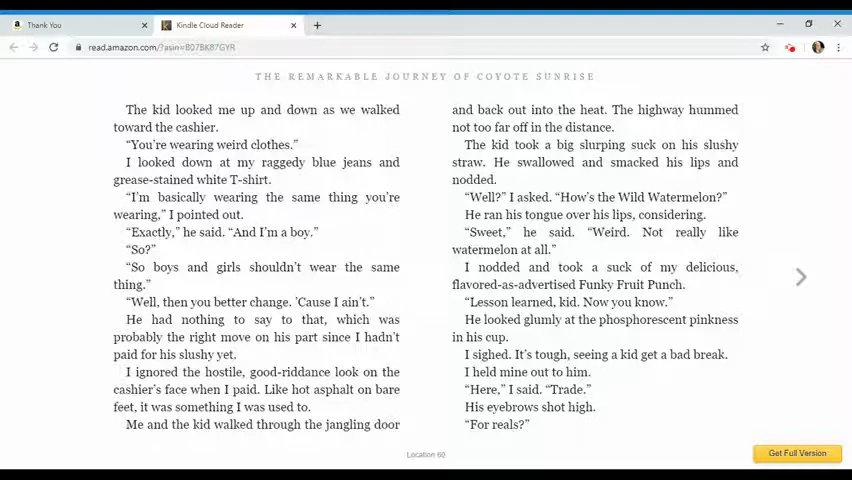 Thank You
Kindle Cloud Reader
read.amazon.com/?asin=B07BK87GYR
THE REMARKABLE JOURNEY OF COYOTE SUNRISE
The kid looked me up and down as we walked
toward the cashier.
“You’re wearing weird clothes.”
I looked down at my raggedy blue jeans and
grease-stained white T-shirt.
“I’m basically wearing the same thing you’re
wearing,” I pointed out.
“Exactly,” he said. “And I’m a boy.”
“So?”
“So boys and girls shouldn’t wear the same
thing.”
“Well, then you better change. ’Cause I ain’t.”
He had nothing to say to that, which was
probably the right move on his part since I hadn’t
paid for his slushy yet.
I ignored the hostile, good-riddance look on the
cashier’s face when I paid. Like hot asphalt on bare
feet, it was something I was used to.
Me and the kid walked through the jangling door
and back out into the heat. The highway hummed
not too far off in the distance.
The kid took a big slurping suck on his slushy
straw. He swallowed and smacked his lips and
nodded.
“Well?” I asked. “How’s the Wild Watermelon?”
He ran his tongue over his lips, considering.
“Sweet,” he said. “Weird. Not really like
watermelon at all.”
I nodded and took a suck of my delicious,
flavored-as-advertised Funky Fruit Punch.
“Lesson learned, kid. Now you know.”
He looked glumly at the phosphorescent pinkness
in his cup.
I sighed. It’s tough, seeing a kid get a bad break.
I held mine out to him.
“Here,” I said. “Trade.”
His eyebrows shot high.
“For reals?”
Location 60
Get Full Version